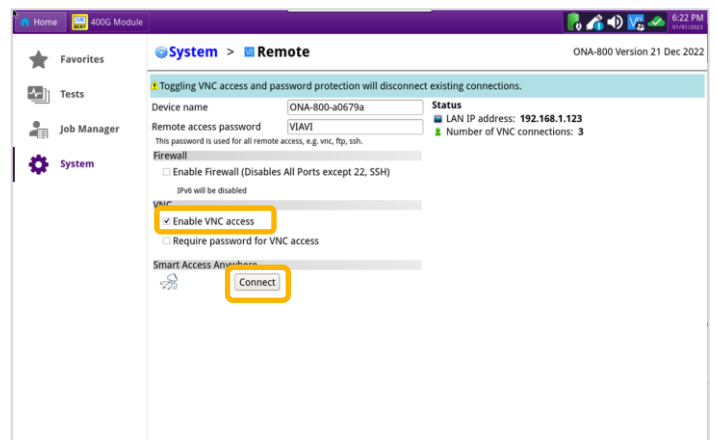 Home
400G Module
6:22 PM
01/01/2023
Favorites
Tests
Job Manager
System
System > Remote
ONA-800 Version 21 Dec 2022
Toggling VNC access and password protection will disconnect existing connections.
Device name ONA-800-a0679a
Remote access password VIAVI
This password is used for all remote access, e.g. vnc, ftp, ssh.
Firewall
Enable Firewall (Disables All Ports except 22, SSH)
IPv6 will be disabled
VNC
Enable VNC access
Require password for VNC access
Smart Access Anywhere
Connect
Status
LAN IP address: 192.168.1.123
Number of VNC connections: 3